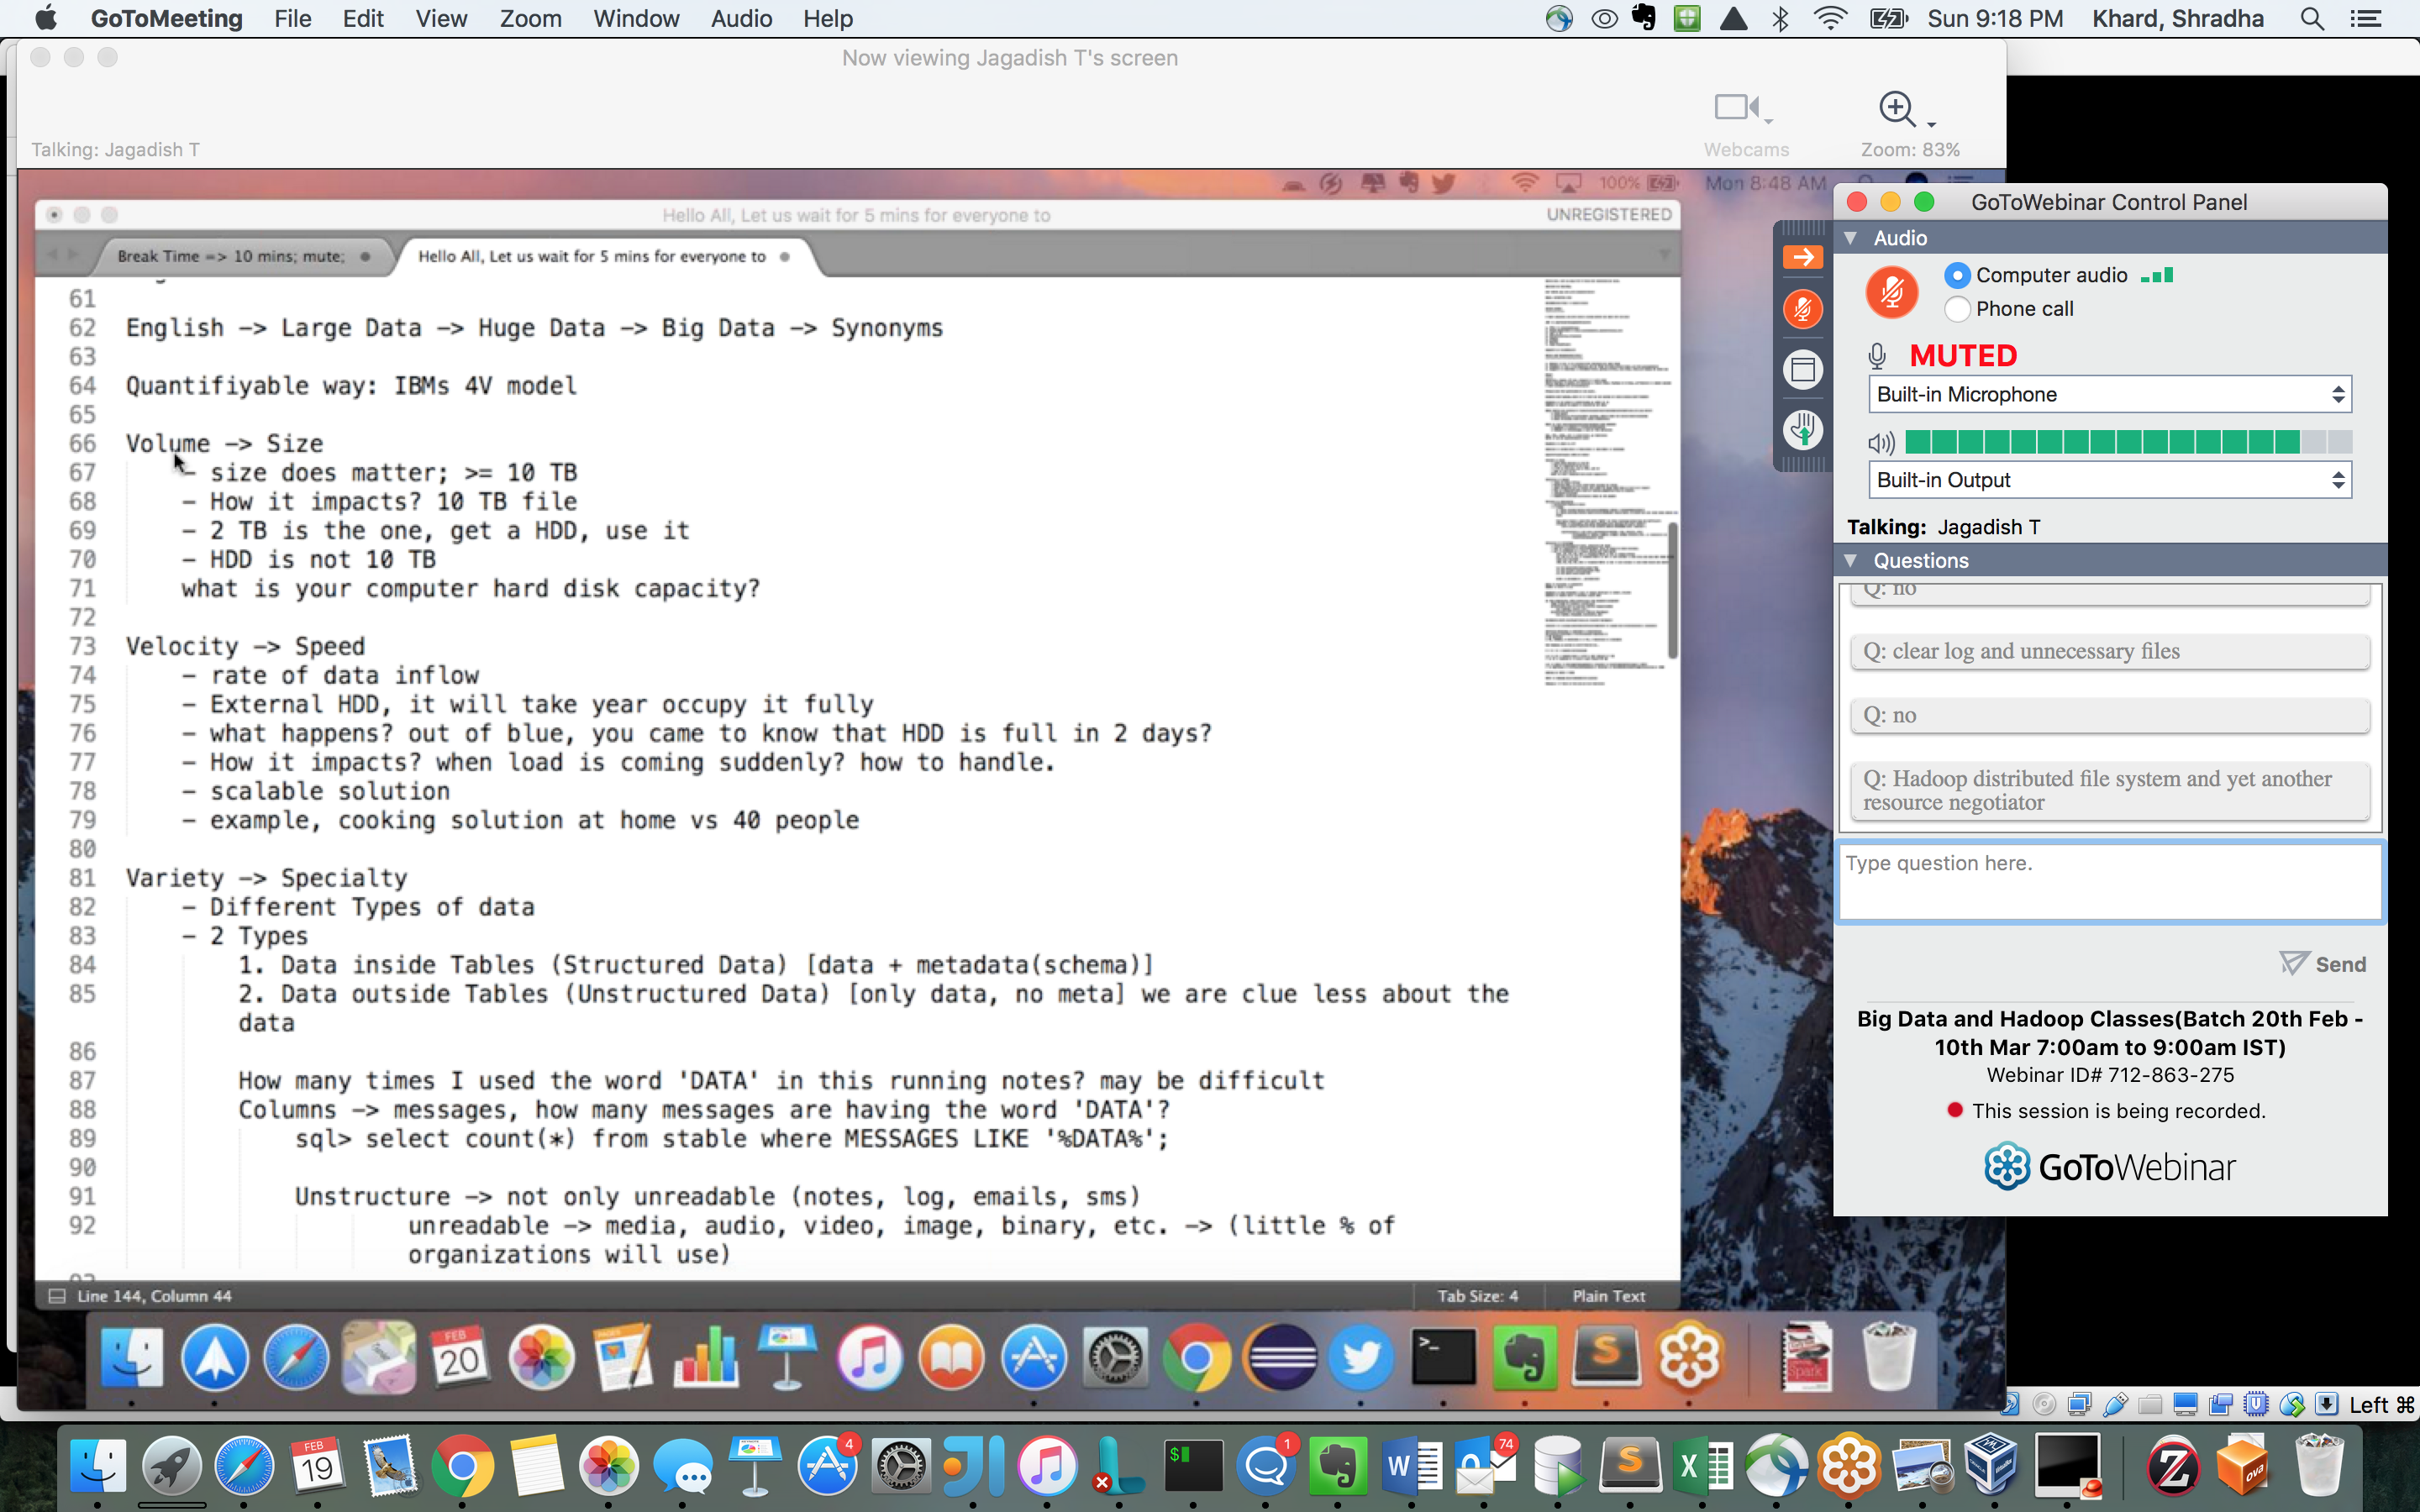 GoToMeeting File Edit View Zoom Window Audio Help Sun 9:18 PM Khard, Shradha
Now viewing Jagadish T's screen
Talking: Jagadish T
Webcams
Zoom: 83%
100% Mon 8:48 AM
Hello All, Let us wait for 5 mins for everyone to
UNREGISTERED
Break Time => 10 mins; mute;
Hello All, Let us wait for 5 mins for everyone to
61
62 English -> Large Data -> Huge Data -> Big Data -> Synonyms
63
64 Quantifiyable way: IBMs 4V model
65
66 Volume -> Size
67 - size does matter; >= 10 TB
68 - How it impacts? 10 TB file
69 - 2 TB is the one, get a HDD, use it
70 - HDD is not 10 TB
71 what is your computer hard disk capacity?
72
73 Velocity -> Speed
74 - rate of data inflow
75 - External HDD, it will take year occupy it fully
76 - what happens? out of blue, you came to know that HDD is full in 2 days?
77 - How it impacts? when load is coming suddenly? how to handle.
78 - scalable solution
79 - example, cooking solution at home vs 40 people
80
81 Variety -> Specialty
82 - Different Types of data
83 - 2 Types
84 1. Data inside Tables (Structured Data) [data + metadata(schema)]
85 2. Data outside Tables (Unstructured Data) [only data, no meta] we are clue less about the
data
86
87 How many times I used the word 'DATA' in this running notes? may be difficult
88 Columns -> messages, how many messages are having the word 'DATA'?
89 sql> select count(*) from stable where MESSAGES LIKE '%DATA%';
90
91 Unstructure -> not only unreadable (notes, log, emails, sms)
92 unreadable -> media, audio, video, image, binary, etc. -> (little % of
organizations will use)
Line 144, Column 44
Tab Size: 4
Plain Text
GoToWebinar Control Panel
Audio
Computer audio
Phone call
MUTED
Built-in Microphone
Built-in Output
Talking: Jagadish T
Questions
Q: no
Q: clear log and unnecessary files
Q: no
Q: Hadoop distributed file system and yet another
resource negotiator
Type question here.
Send
Big Data and Hadoop Classes(Batch 20th Feb -
10th Mar 7:00am to 9:00am IST)
Webinar ID# 712-863-275
This session is being recorded.
GoToWebinar
FEB
20
PAGES
Spark
Left ⌘
FEB
19
4
1
74
ova